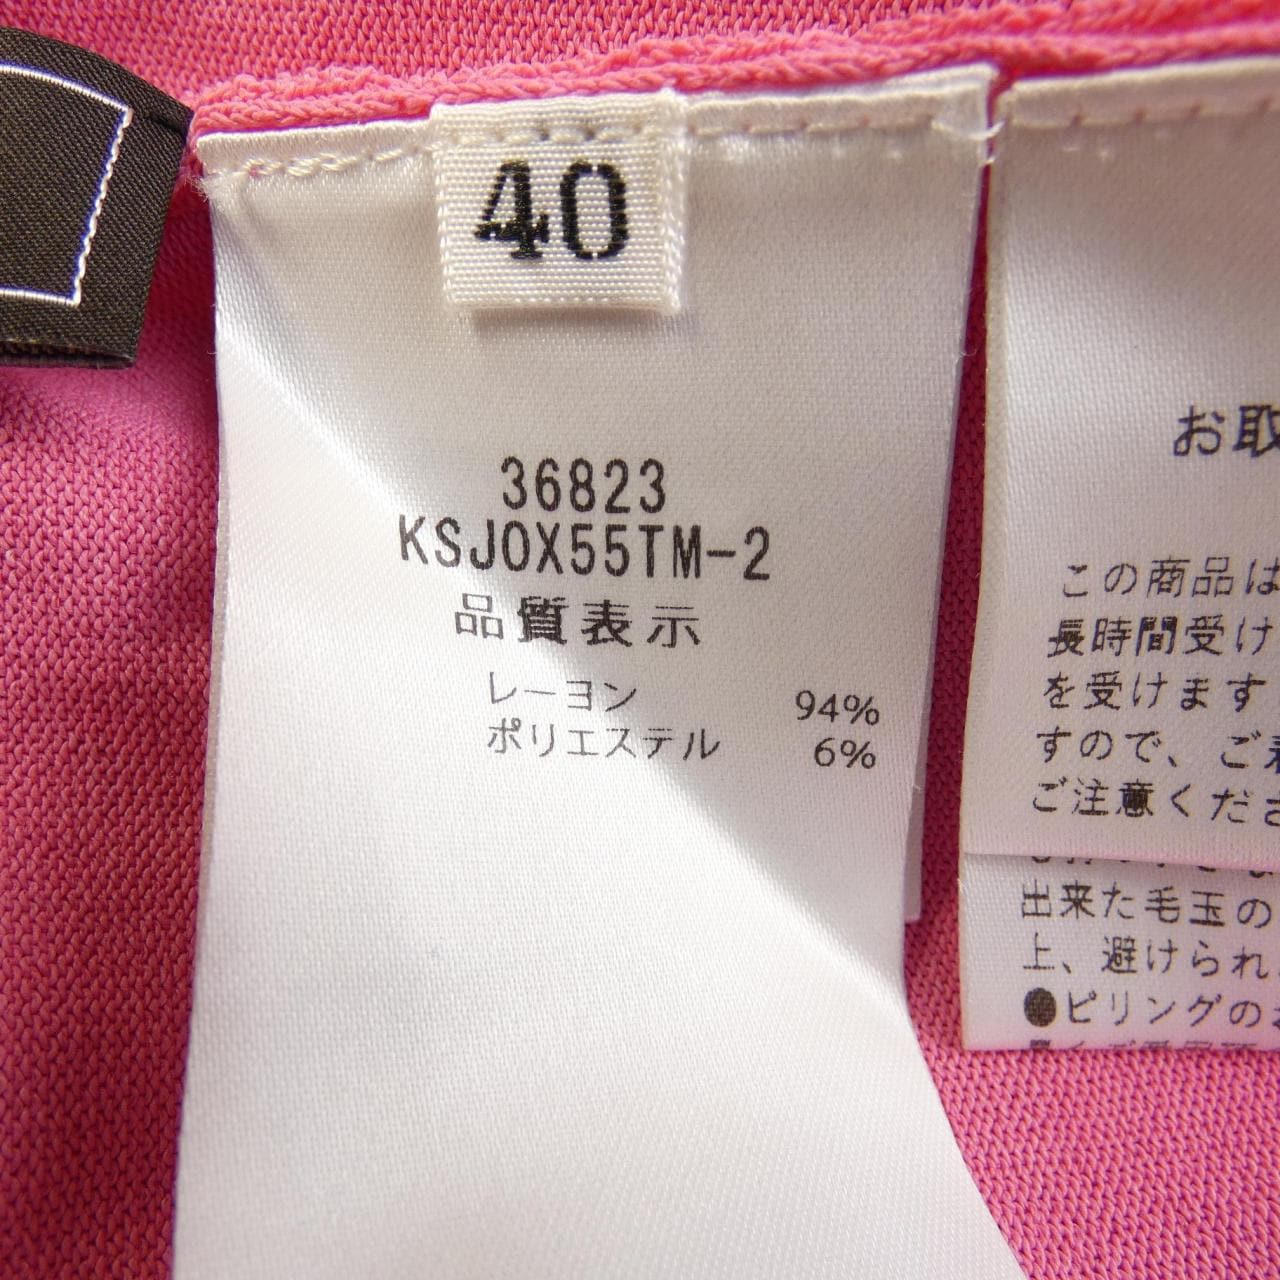 40
36823
KSJOX55TM-2
品質表示
レーヨン 94%
ポリエステル 6%
お取
この商品は
長時間受け
を受けます
すので、ご着
ご注意くださ
出来た毛玉の
上、避けられ
●ピリングの